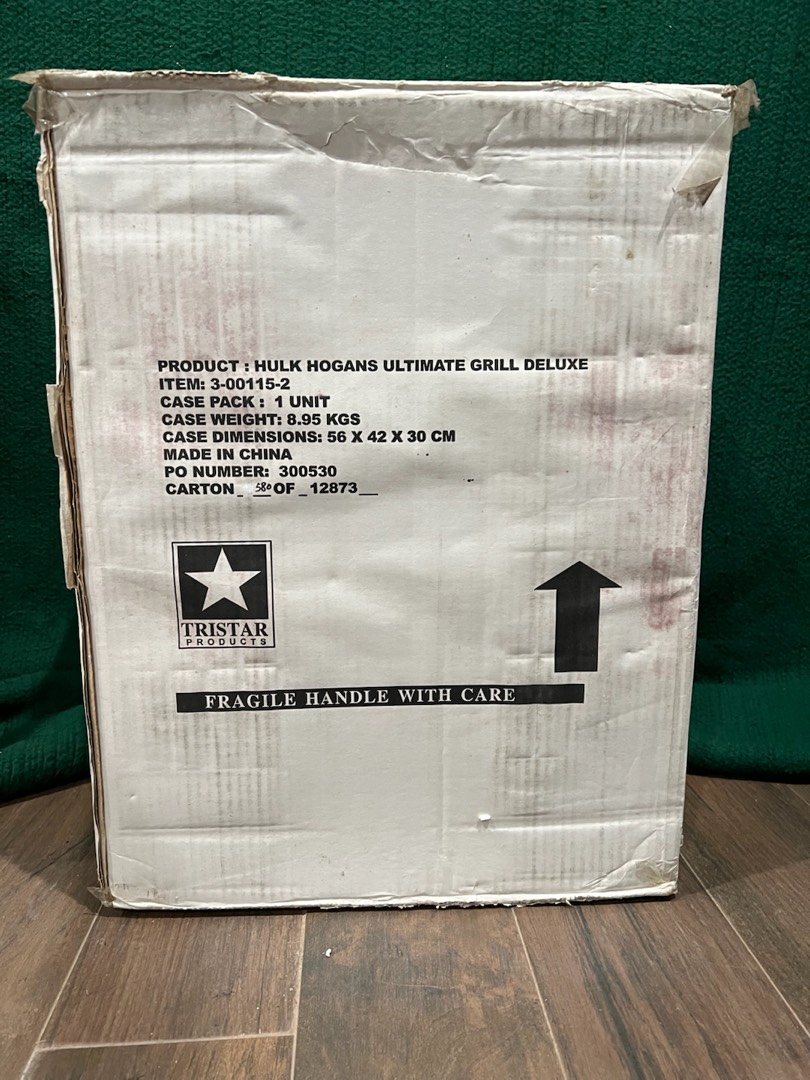 PRODUCT : HULK HOGANS ULTIMATE GRILL DELUXE
ITEM: 3-00115-2
CASE PACK : 1 UNIT
CASE WEIGHT: 8.95 KGS
CASE DIMENSIONS: 56 X 42 X 30 CM
MADE IN CHINA
PO NUMBER: 300530
CARTON _ 580 OF _ 12873__
TRISTAR
PRODUCTS
FRAGILE HANDLE WITH CARE